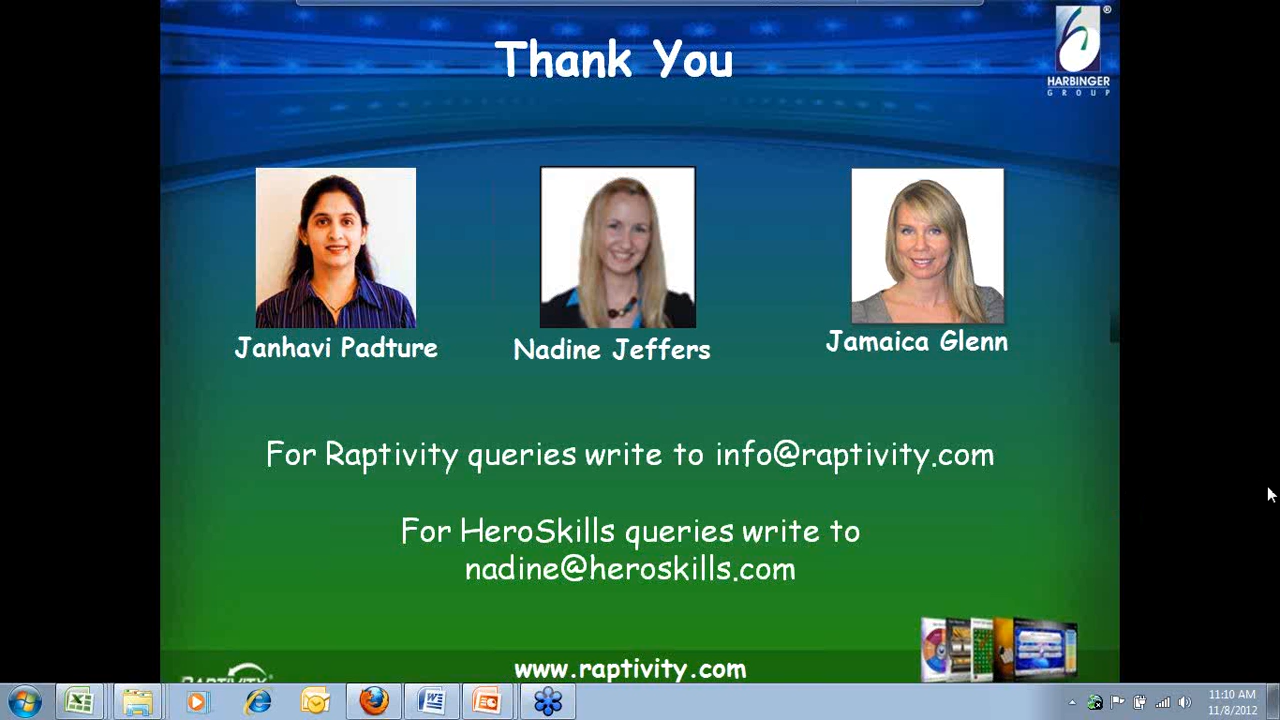 Thank You
®
HARBINGER
GROUP
Janhavi Padture
Nadine Jeffers
Jamaica Glenn
For Raptivity queries write to info@raptivity.com
For HeroSkills queries write to
nadine@heroskills.com
RAPTIVITY
www.raptivity.com
11:10 AM
11/8/2012